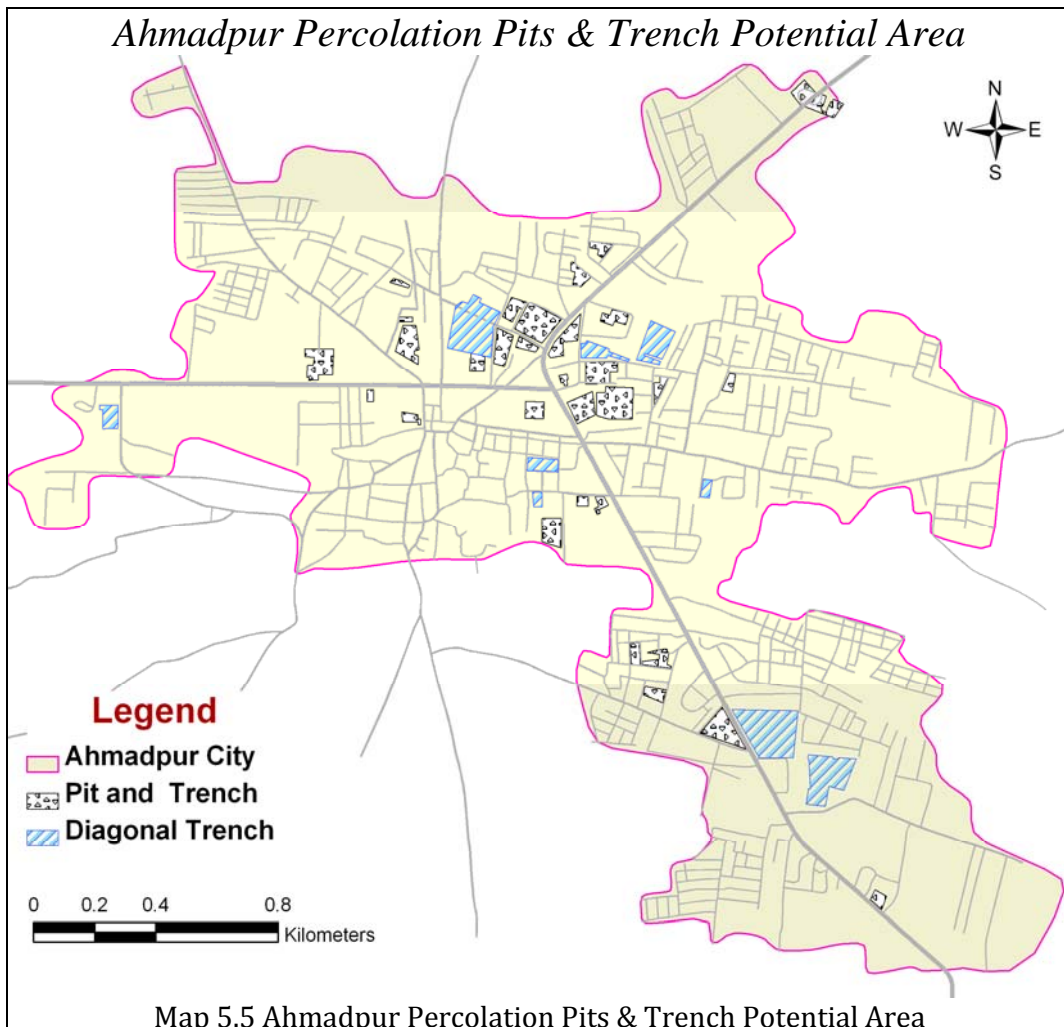 Ahmadpur Percolation Pits & Trench Potential Area
N
W E
S
Legend
Ahmadpur City
Pit and Trench
Diagonal Trench
0 0.2 0.4 0.8
Kilometers
Map 5.5 Ahmadpur Percolation Pits & Trench Potential Area